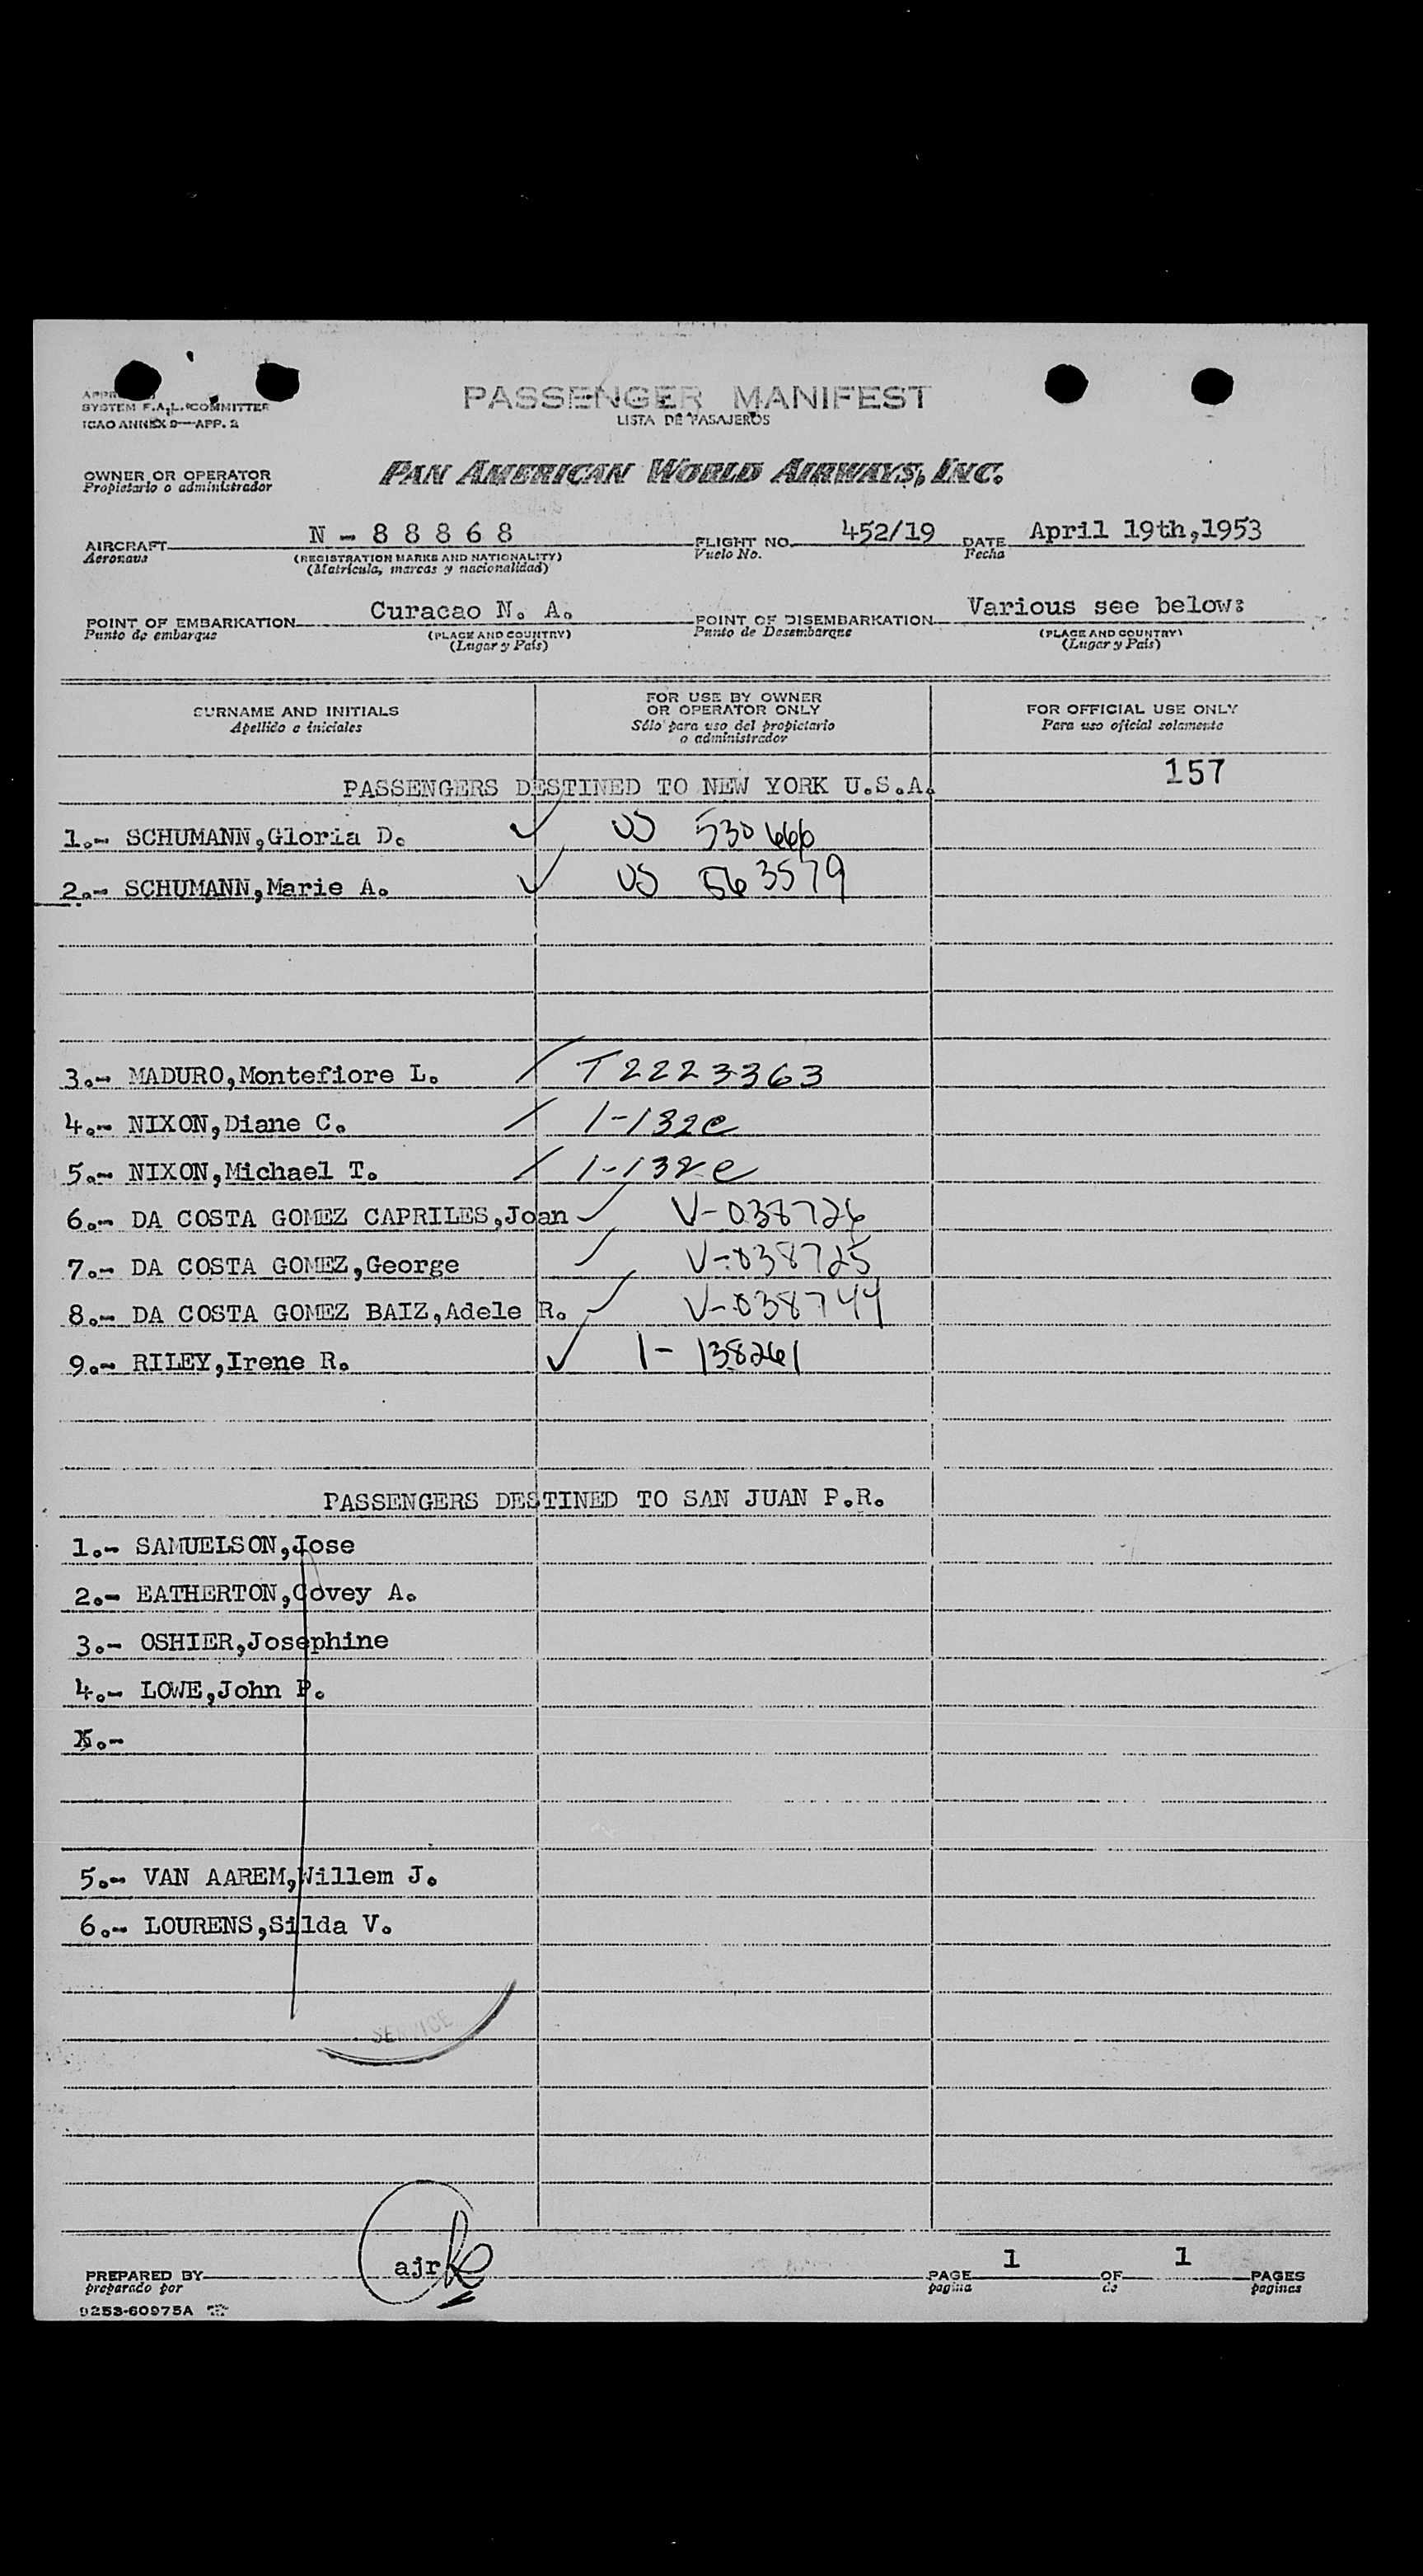 PASSENGER MANIFEST
LISTA DE PASAJEROS
SYSTEM F.A.L. COMMITTEE
ICAO ANNEX 9—APP. 2
OWNER OR OPERATOR
Propietario o administrador
PAN AMERICAN WORLD AIRWAYS, INC.
AIRCRAFT N - 8 8 8 6 8 FLIGHT NO. 452/19 DATE April 19th,1953
Aeronave (REGISTRATION MARKS AND NATIONALITY) Vuelo No. Fecha
(Matrícula, marcas y nacionalidad)
POINT OF EMBARKATION Curacao N. A. POINT OF DISEMBARKATION Various see below:
Punto de embarque (PLACE AND COUNTRY) Punto de Desembarque (PLACE AND COUNTRY)
(Lugar y País) (Lugar y País)
SURNAME AND INITIALS
Apellido e iniciales
FOR USE BY OWNER
OR OPERATOR ONLY
Sólo para uso del propietario
o administrador
FOR OFFICIAL USE ONLY
Para uso oficial solamente
157
PASSENGERS DESTINED TO NEW YORK U.S.A.
1.- SCHUMANN,Gloria D. ✓ US 530666
2.- SCHUMANN,Marie A. ✓ US 563579
3.- MADURO,Montefiore L. / T2223363
4.- NIXON,Diane C. / 1-132e
5.- NIXON,Michael T. / 1-132e
6.- DA COSTA GOMEZ CAPRILES,Joan ✓ V-038726
7.- DA COSTA GOMEZ,George ✓ V-038725
8.- DA COSTA GOMEZ BAIZ,Adele R. ✓ V-038744
9.- RILEY,Irene R. ✓ 1- 138261
PASSENGERS DESTINED TO SAN JUAN P.R.
1.- SAMUELSON,Jose
2.- EATHERTON,Covey A.
3.- OSHIER,Josephine
4.- LOWE,John P.
5.- VAN AAREM,Willem J.
6.- LOURENS,Silda V.
SERVICE
PREPARED BY ajr PAGE 1 OF 1 PAGES
preparado por pagina de paginas
9253-60975A